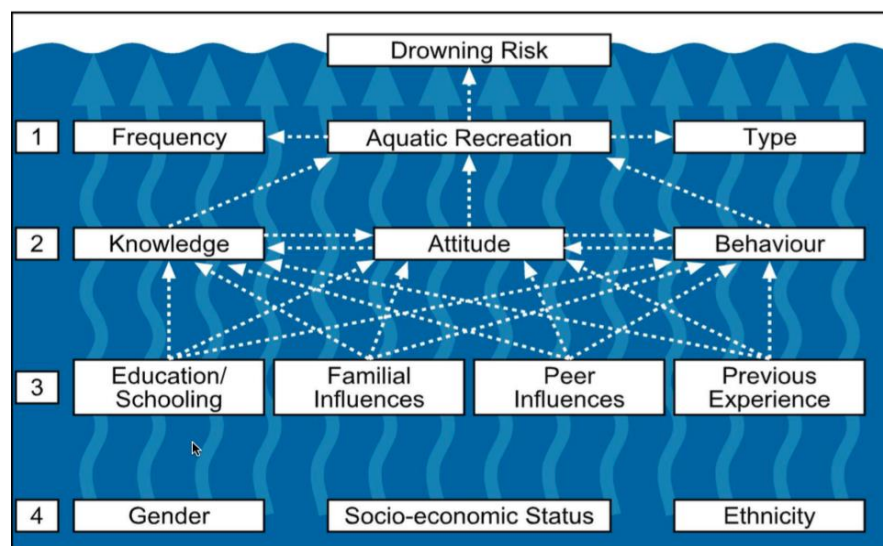 Drowning Risk
1 Frequency Aquatic Recreation Type
2 Knowledge Attitude Behaviour
3 Education/ Schooling Familial Influences Peer Influences Previous Experience
4 Gender Socio-economic Status Ethnicity